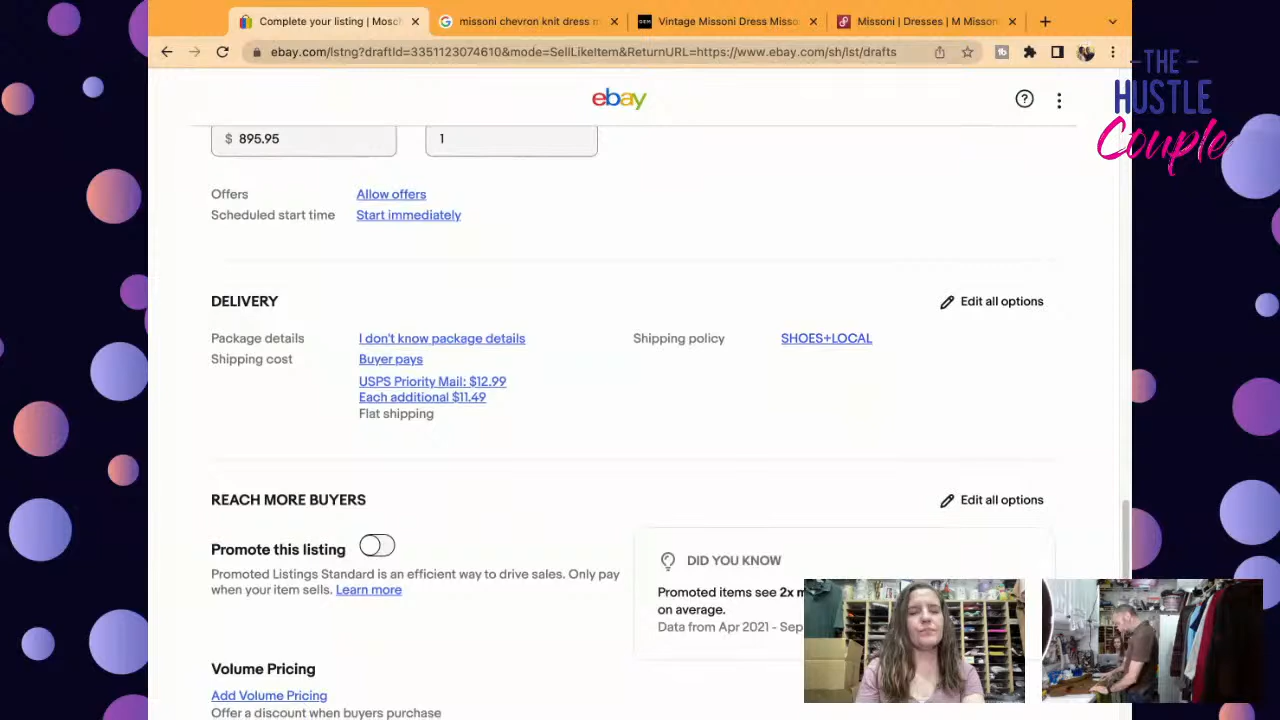 Complete your listing | Mosch
missoni chevron knit dress m
Vintage Missoni Dress Misso
Missoni | Dresses | M Misson
ebay.com/lstng?draftId=3351123074610&mode=SellLikeItem&ReturnURL=https://www.ebay.com/sh/lst/drafts
THE
HUSTLE
Couple
ebay
$ 895.95
1
Offers
Allow offers
Scheduled start time
Start immediately
DELIVERY
Edit all options
Package details
I don't know package details
Shipping policy
SHOES+LOCAL
Shipping cost
Buyer pays
USPS Priority Mail: $12.99
Each additional $11.49
Flat shipping
REACH MORE BUYERS
Edit all options
Promote this listing
Promoted Listings Standard is an efficient way to drive sales. Only pay
when your item sells. Learn more
DID YOU KNOW
Promoted items see 2x m
on average.
Data from Apr 2021 - Sep
Volume Pricing
Add Volume Pricing
Offer a discount when buyers purchase